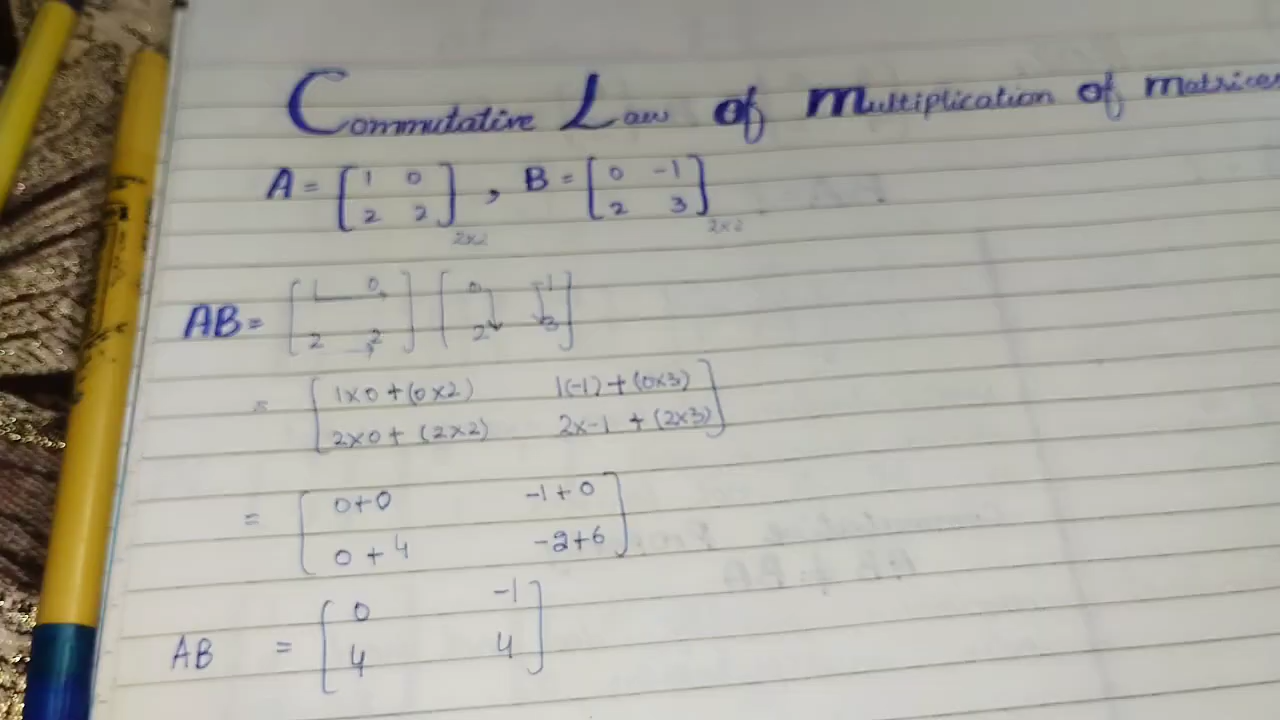 Commutative Law of Multiplication of Matrices
A = [1 0], B = [0 -1]
[2 2]2x2 [2 3]2x2
AB = [1 0] [0 -1]
[2 2] [2 3]
= [1x0+(0x2) 1(-1)+(0x3)]
[2x0+(2x2) 2x-1+(2x3)]
= [0+0 -1+0]
[0+4 -2+6]
AB = [0 -1]
[4 4]